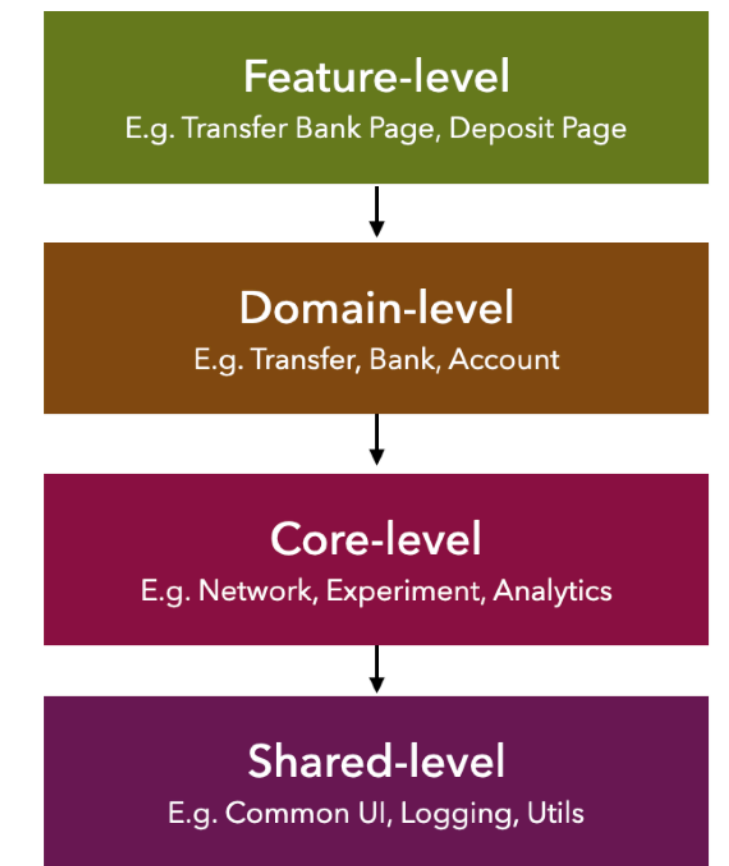 Feature-level
E.g. Transfer Bank Page, Deposit Page
Domain-level
E.g. Transfer, Bank, Account
Core-level
E.g. Network, Experiment, Analytics
Shared-level
E.g. Common UI, Logging, Utils